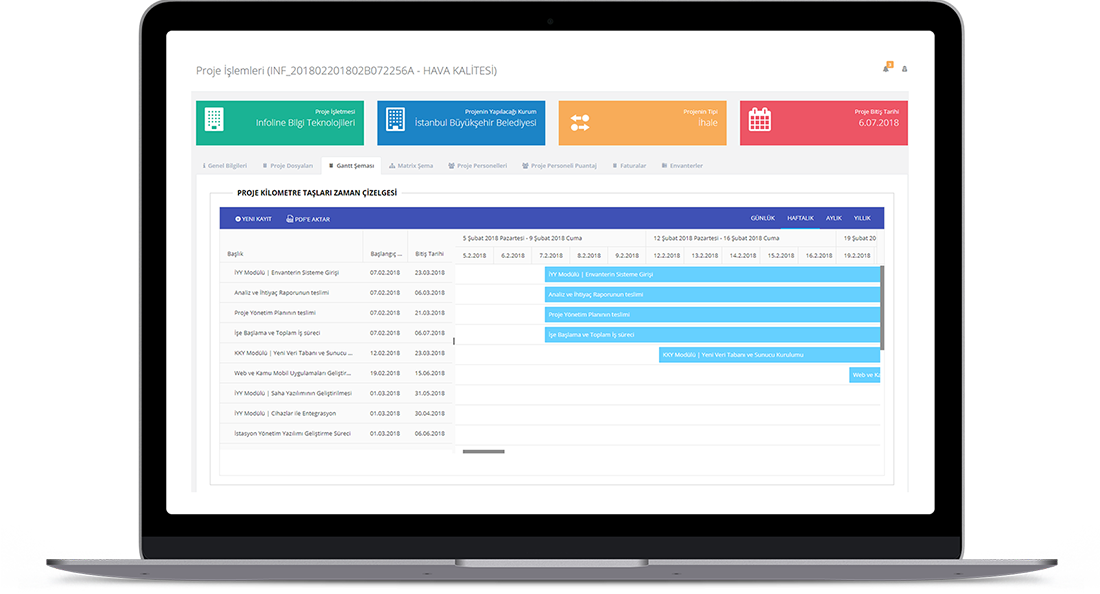 Proje İşlemleri (INF_201802201802B072256A - HAVA KALİTESİ)
Proje İşletmesi
Infoline Bilgi Teknolojileri
Projenin Yapılacağı Kurum
İstanbul Büyükşehir Belediyesi
Projenin Tipi
İhale
Proje Bitiş Tarihi
6.07.2018
Genel Bilgileri
Proje Dosyaları
Gantt Şeması
Matrix Şema
Proje Personelleri
Proje Personeli Puantaj
Faturalar
Envanterler
PROJE KİLOMETRE TAŞLARI ZAMAN ÇİZELGESİ
YENİ KAYIT PDF'E AKTAR GÜNLÜK HAFTALIK AYLIK YILLIK
5 Şubat 2018 Pazartesi - 9 Şubat 2018 Cuma 12 Şubat 2018 Pazartesi - 16 Şubat 2018 Cuma 19 Şubat 20
Başlık Başlangıç ... Bitiş Tarihi 5.2.2018 6.2.2018 7.2.2018 8.2.2018 9.2.2018 12.2.2018 13.2.2018 14.2.2018 15.2.2018 16.2.2018 19.2.2018
İYY Modülü | Envanterin Sisteme Girişi 07.02.2018 23.03.2018 İYY Modülü | Envanterin Sisteme Girişi
Analiz ve İhtiyaç Raporunun teslimi 07.02.2018 06.03.2018 Analiz ve İhtiyaç Raporunun teslimi
Proje Yönetim Planının teslimi 07.02.2018 21.03.2018 Proje Yönetim Planının teslimi
İşe Başlama ve Toplam İş süreci 07.02.2018 06.07.2018 İşe Başlama ve Toplam İş süreci
KKY Modülü | Yeni Veri Tabanı ve Sunucu ... 12.02.2018 23.03.2018 KKY Modülü | Yeni Veri Tabanı ve Sunucu Kurulumu
Web ve Kamu Mobil Uygulamaları Geliştir... 19.02.2018 15.06.2018 Web ve Ka
İYY Modülü | Saha Yazılımının Geliştirilmesi 01.03.2018 31.05.2018
İYY Modülü | Cihazlar ile Entegrasyon 01.03.2018 30.04.2018
İstasyon Yönetim Yazılımı Geliştirme Süreci 01.03.2018 06.06.2018